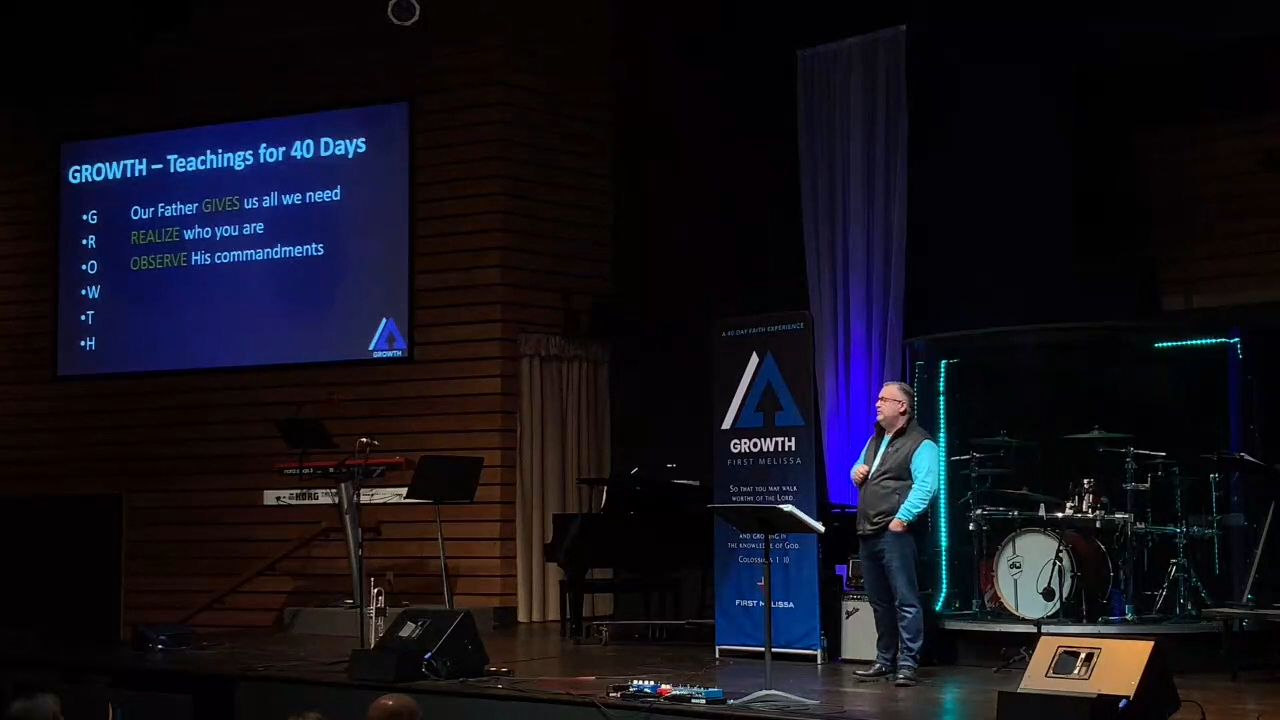 GROWTH – Teachings for 40 Days
•G Our Father GIVES us all we need
•R REALIZE who you are
•O OBSERVE His commandments
•W
•T
•H
GROWTH
A 40 DAY FAITH EXPERIENCE
GROWTH
FIRST MELISSA
SO THAT YOU MAY WALK
WORTHY OF THE LORD
AND GROWING IN
THE KNOWLEDGE OF GOD.
COLOSSIANS 1:10
FIRST MELISSA
KORG
dw
Fender